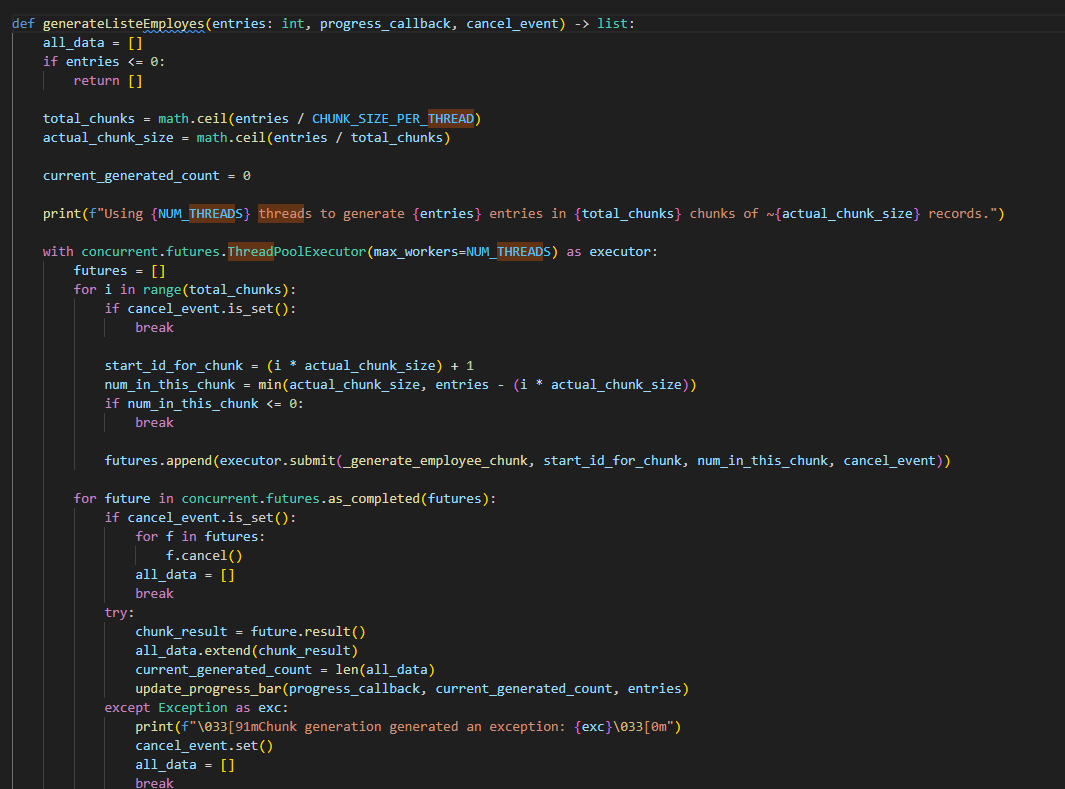 def generateListeEmployes(entries: int, progress_callback, cancel_event) -> list:
    all_data = []
    if entries <= 0:
        return []

    total_chunks = math.ceil(entries / CHUNK_SIZE_PER_THREAD)
    actual_chunk_size = math.ceil(entries / total_chunks)

    current_generated_count = 0

    print(f"Using {NUM_THREADS} threads to generate {entries} entries in {total_chunks} chunks of ~{actual_chunk_size} records.")

    with concurrent.futures.ThreadPoolExecutor(max_workers=NUM_THREADS) as executor:
        futures = []
        for i in range(total_chunks):
            if cancel_event.is_set():
                break

            start_id_for_chunk = (i * actual_chunk_size) + 1
            num_in_this_chunk = min(actual_chunk_size, entries - (i * actual_chunk_size))
            if num_in_this_chunk <= 0:
                break

            futures.append(executor.submit(_generate_employee_chunk, start_id_for_chunk, num_in_this_chunk, cancel_event))

        for future in concurrent.futures.as_completed(futures):
            if cancel_event.is_set():
                for f in futures:
                    f.cancel()
                all_data = []
                break
            try:
                chunk_result = future.result()
                all_data.extend(chunk_result)
                current_generated_count = len(all_data)
                update_progress_bar(progress_callback, current_generated_count, entries)
            except Exception as exc:
                print(f"\033[91mChunk generation generated an exception: {exc}\033[0m")
                cancel_event.set()
                all_data = []
                break